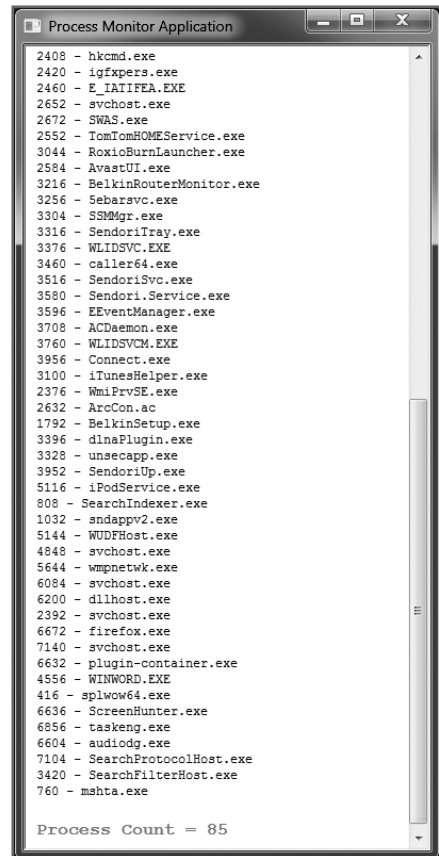 Process Monitor Application
2408 - hkcmd.exe
2420 - igfxpers.exe
2460 - E_IATIFEA.EXE
2652 - svchost.exe
2672 - SWAS.exe
2552 - TomTomHOMEService.exe
3044 - RoxioBurnLauncher.exe
2584 - AvastUI.exe
3216 - BelkinRouterMonitor.exe
3256 - 5ebarsvc.exe
3304 - SSMMgr.exe
3316 - SendoriTray.exe
3376 - WLIDSVC.EXE
3460 - caller64.exe
3516 - SendoriSvc.exe
3580 - Sendori.Service.exe
3596 - EEventManager.exe
3708 - ACDaemon.exe
3760 - WLIDSVCM.EXE
3956 - Connect.exe
3100 - iTunesHelper.exe
2376 - WmiPrvSE.exe
2632 - ArcCon.ac
1792 - BelkinSetup.exe
3396 - dlnaPlugin.exe
3328 - unsecapp.exe
3952 - SendoriUp.exe
5116 - iPodService.exe
808 - SearchIndexer.exe
1032 - sndappv2.exe
5144 - WUDFHost.exe
4848 - svchost.exe
5644 - wmpnetwk.exe
6084 - svchost.exe
6200 - dllhost.exe
2392 - svchost.exe
6672 - firefox.exe
7140 - svchost.exe
6632 - plugin-container.exe
4556 - WINWORD.EXE
416 - splwow64.exe
6636 - ScreenHunter.exe
6856 - taskeng.exe
6604 - audiodg.exe
7104 - SearchProtocolHost.exe
3420 - SearchFilterHost.exe
760 - mshta.exe
Process Count = 85